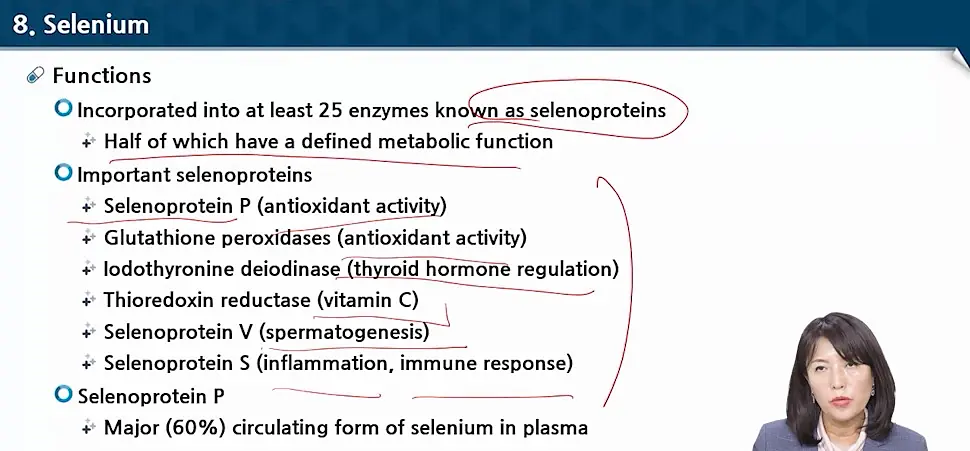 8. Selenium
Functions
Incorporated into at least 25 enzymes known as selenoproteins
Half of which have a defined metabolic function
Important selenoproteins
Selenoprotein P (antioxidant activity)
Glutathione peroxidases (antioxidant activity)
Iodothyronine deiodinase (thyroid hormone regulation)
Thioredoxin reductase (vitamin C)
Selenoprotein V (spermatogenesis)
Selenoprotein S (inflammation, immune response)
Selenoprotein P
Major (60%) circulating form of selenium in plasma